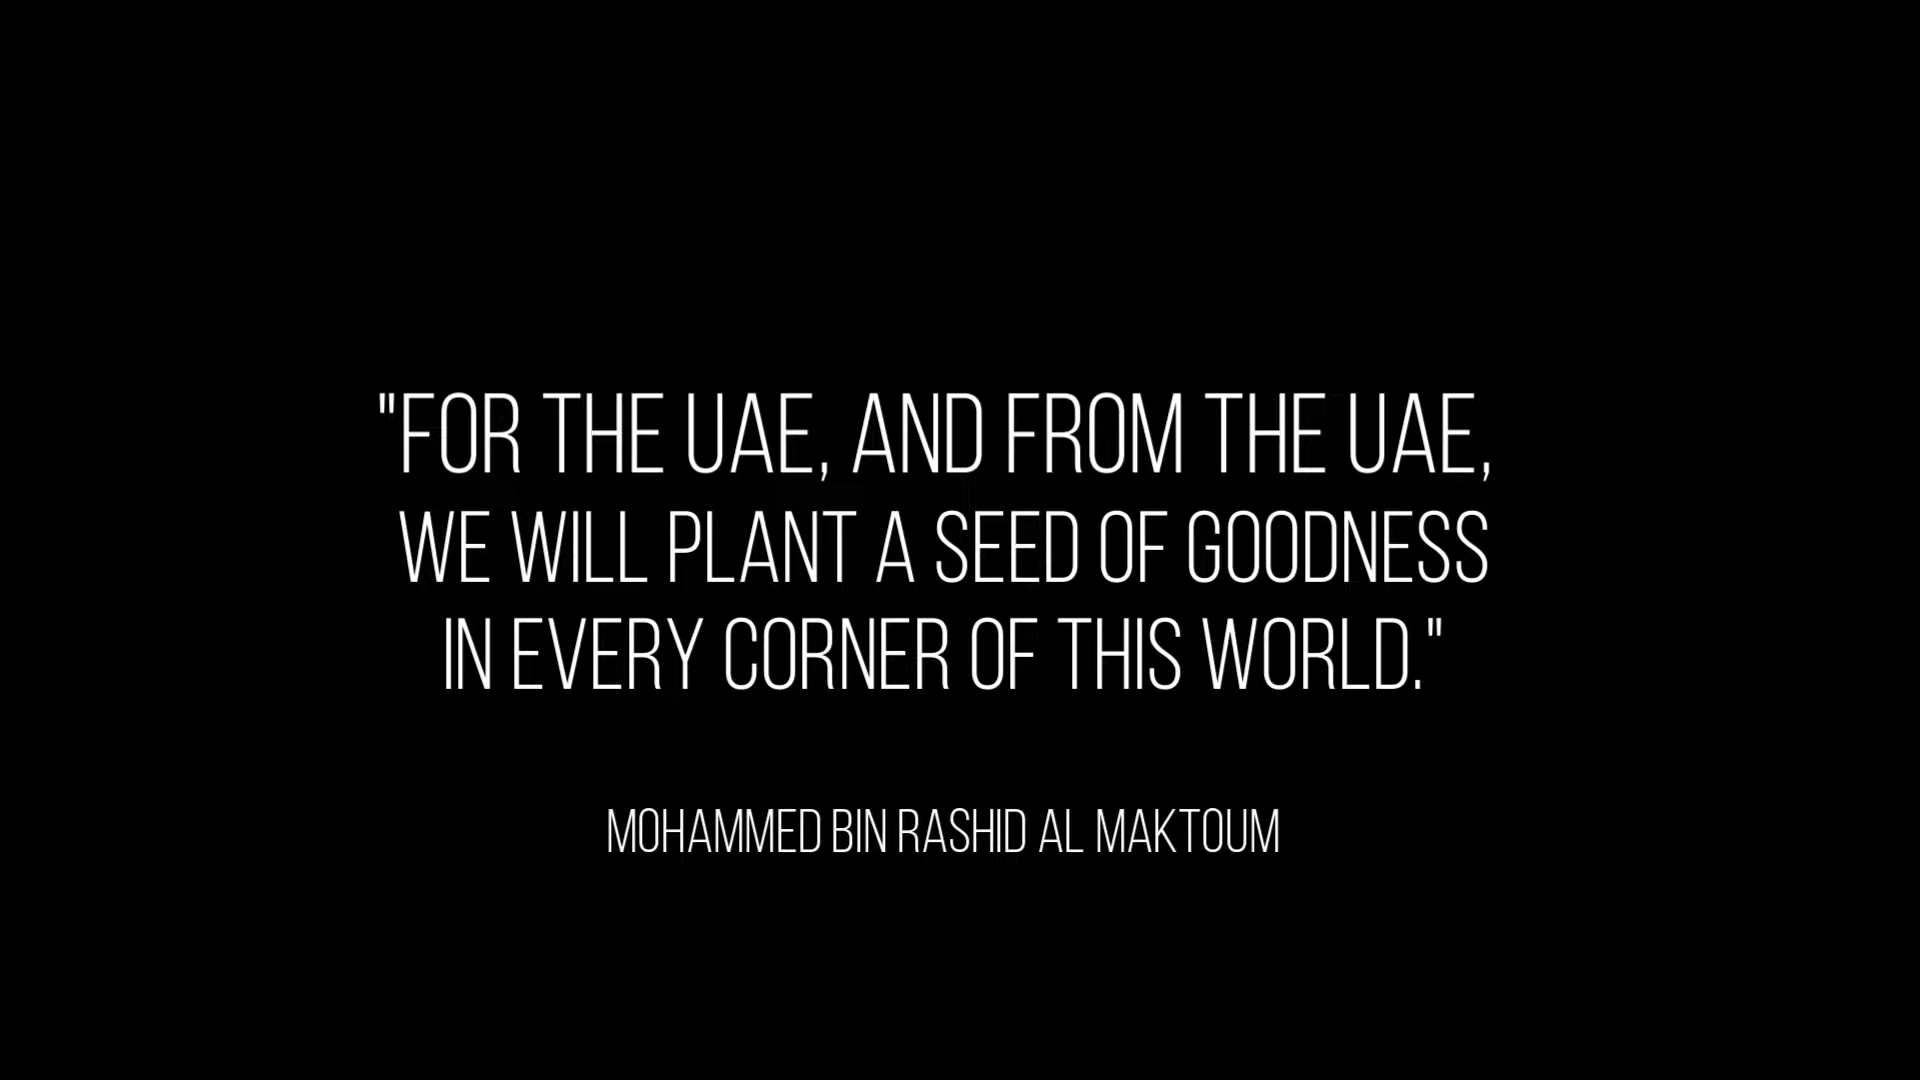 "FOR THE UAE, AND FROM THE UAE,
WE WILL PLANT A SEED OF GOODNESS
IN EVERY CORNER OF THIS WORLD."
MOHAMMED BIN RASHID AL MAKTOUM